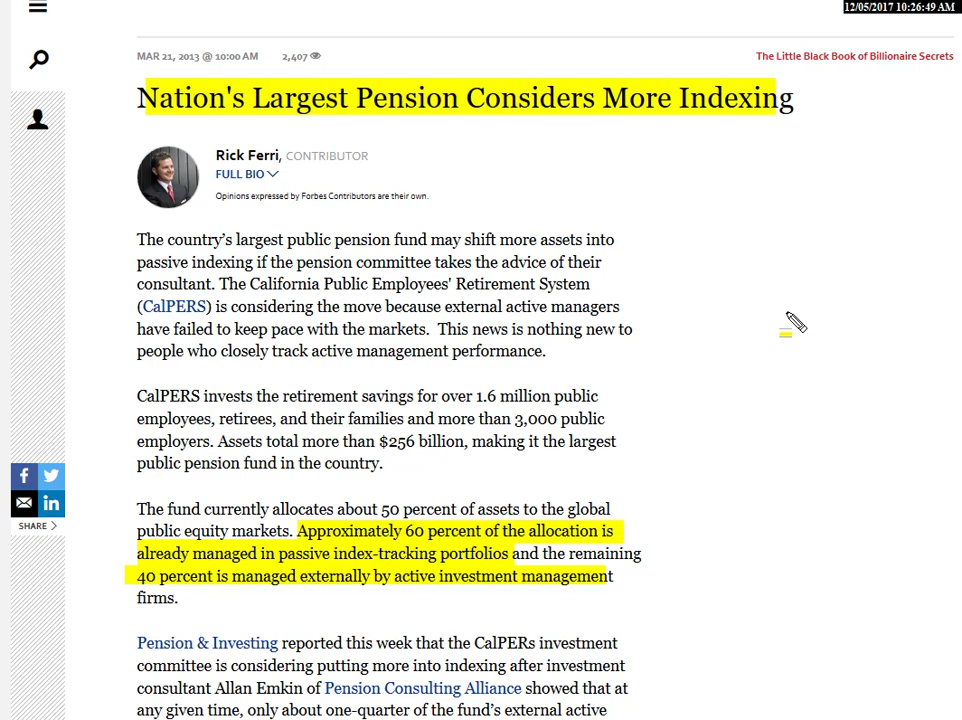 12/05/2017 10:26:49 AM
MAR 21, 2013 @ 10:00 AM 2,407
The Little Black Book of Billionaire Secrets
Nation's Largest Pension Considers More Indexing
Rick Ferri, CONTRIBUTOR
FULL BIO
Opinions expressed by Forbes Contributors are their own.
The country’s largest public pension fund may shift more assets into
passive indexing if the pension committee takes the advice of their
consultant. The California Public Employees' Retirement System
(CalPERS) is considering the move because external active managers
have failed to keep pace with the markets.  This news is nothing new to
people who closely track active management performance.
CalPERS invests the retirement savings for over 1.6 million public
employees, retirees, and their families and more than 3,000 public
employers. Assets total more than $256 billion, making it the largest
public pension fund in the country.
The fund currently allocates about 50 percent of assets to the global
public equity markets. Approximately 60 percent of the allocation is
already managed in passive index-tracking portfolios and the remaining
40 percent is managed externally by active investment management
firms.
Pension & Investing reported this week that the CalPERs investment
committee is considering putting more into indexing after investment
consultant Allan Emkin of Pension Consulting Alliance showed that at
any given time, only about one-quarter of the fund’s external active
f
in
SHARE